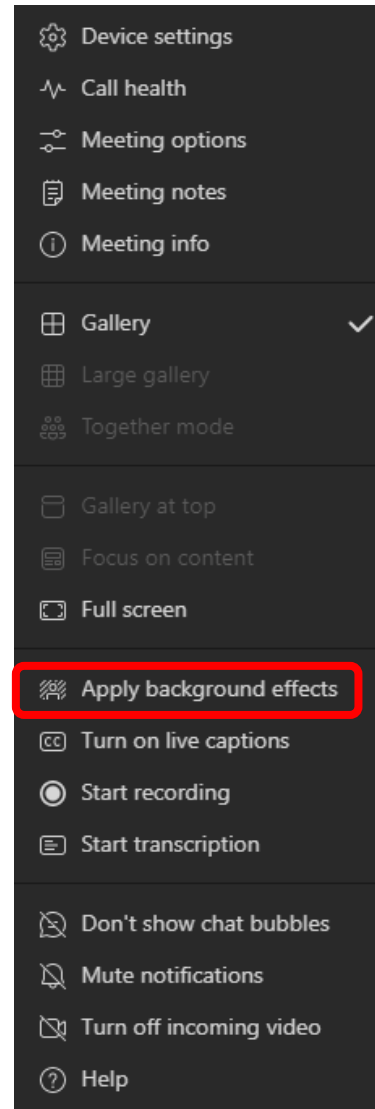 Device settings
Call health
Meeting options
Meeting notes
Meeting info
Gallery
Large gallery
Together mode
Gallery at top
Focus on content
Full screen
Apply background effects
CC Turn on live captions
Start recording
Start transcription
Don't show chat bubbles
Mute notifications
Turn off incoming video
Help